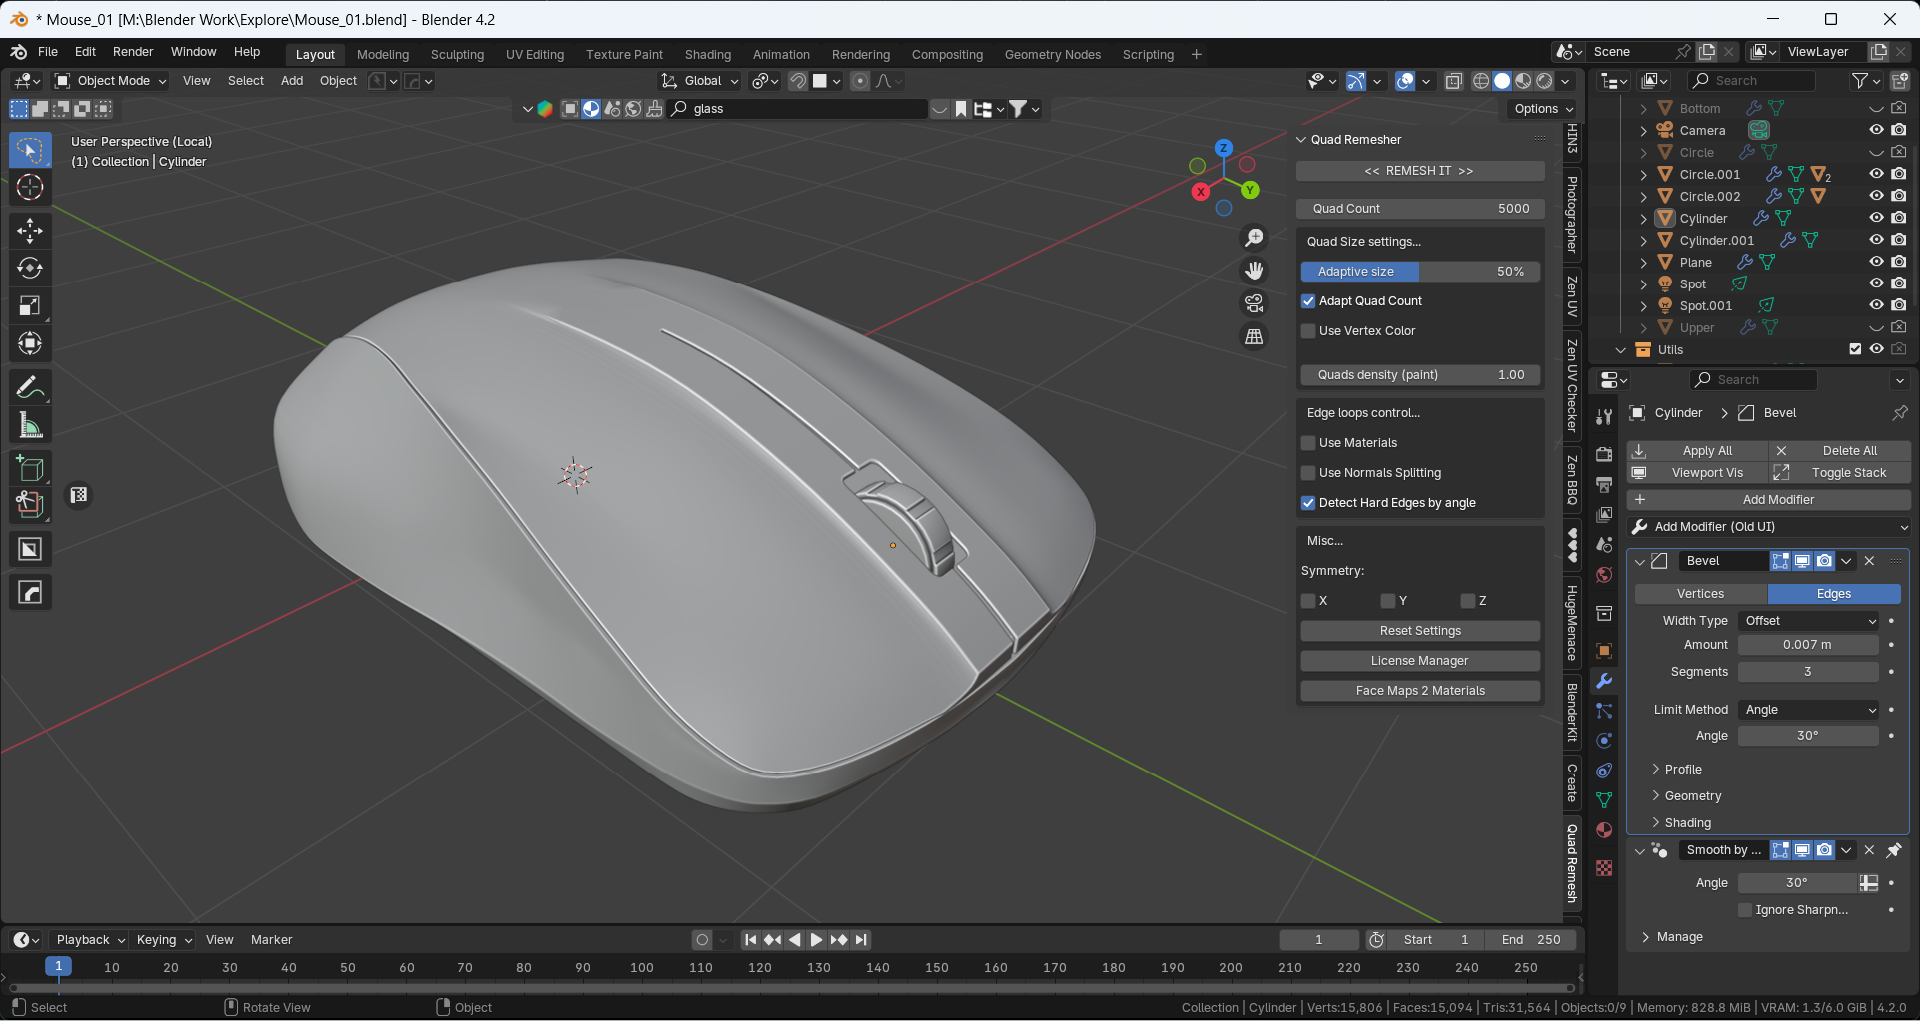 * Mouse_01 [M:\Blender Work\Explore\Mouse_01.blend] - Blender 4.2
File Edit Render Window Help Layout Modeling Sculpting UV Editing Texture Paint Shading Animation Rendering Compositing Geometry Nodes Scripting + Scene ViewLayer
Object Mode View Select Add Object Global Search
glass Options
User Perspective (Local)
(1) Collection | Cylinder
Z
X
Y
Quad Remesher
<< REMESH IT >>
Quad Count 5000
Quad Size settings...
Adaptive size 50%
Adapt Quad Count
Use Vertex Color
Quads density (paint) 1.00
Edge loops control...
Use Materials
Use Normals Splitting
Detect Hard Edges by angle
Misc...
Symmetry:
X Y Z
Reset Settings
License Manager
Face Maps 2 Materials
HIN3
Photographer
Zen UV
Zen UV Checker
Zen BBQ
HugeMenace
BlenderKit
Create
Quad Remesh
Bottom
Camera
Circle
Circle.001 2
Circle.002
Cylinder
Cylinder.001
Plane
Spot
Spot.001
Upper
Utils
Search
Cylinder > Bevel
Apply All Delete All
Viewport Vis Toggle Stack
Add Modifier
Add Modifier (Old UI)
Bevel
Vertices Edges
Width Type Offset
Amount 0.007 m
Segments 3
Limit Method Angle
Angle 30°
Profile
Geometry
Shading
Smooth by ...
Angle 30°
Ignore Sharpn...
Manage
Playback Keying View Marker 1 Start 1 End 250
1 10 20 30 40 50 60 70 80 90 100 110 120 130 140 150 160 170 180 190 200 210 220 230 240 250
Select Rotate View Object Collection | Cylinder | Verts:15,806 | Faces:15,094 | Tris:31,564 | Objects:0/9 | Memory: 828.8 MiB | VRAM: 1.3/6.0 GiB | 4.2.0